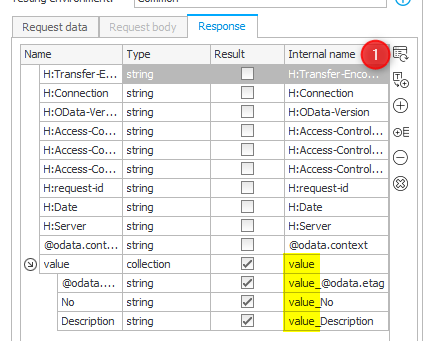 Testing environment: Common
Request data Request body Response
Name Type Result Internal name 1
H:Transfer-E... string H:Transfer-Enco...
H:Connection string H:Connection
H:OData-Ver... string H:OData-Version
H:Access-Co... string H:Access-Control...
H:Access-Co... string H:Access-Control...
H:Access-Co... string H:Access-Control...
H:request-id string H:request-id
H:Date string H:Date
H:Server string H:Server
@odata.cont... string @odata.context
value collection value
@odata.... string value_@odata.etag
No string value_No
Description string value_Description